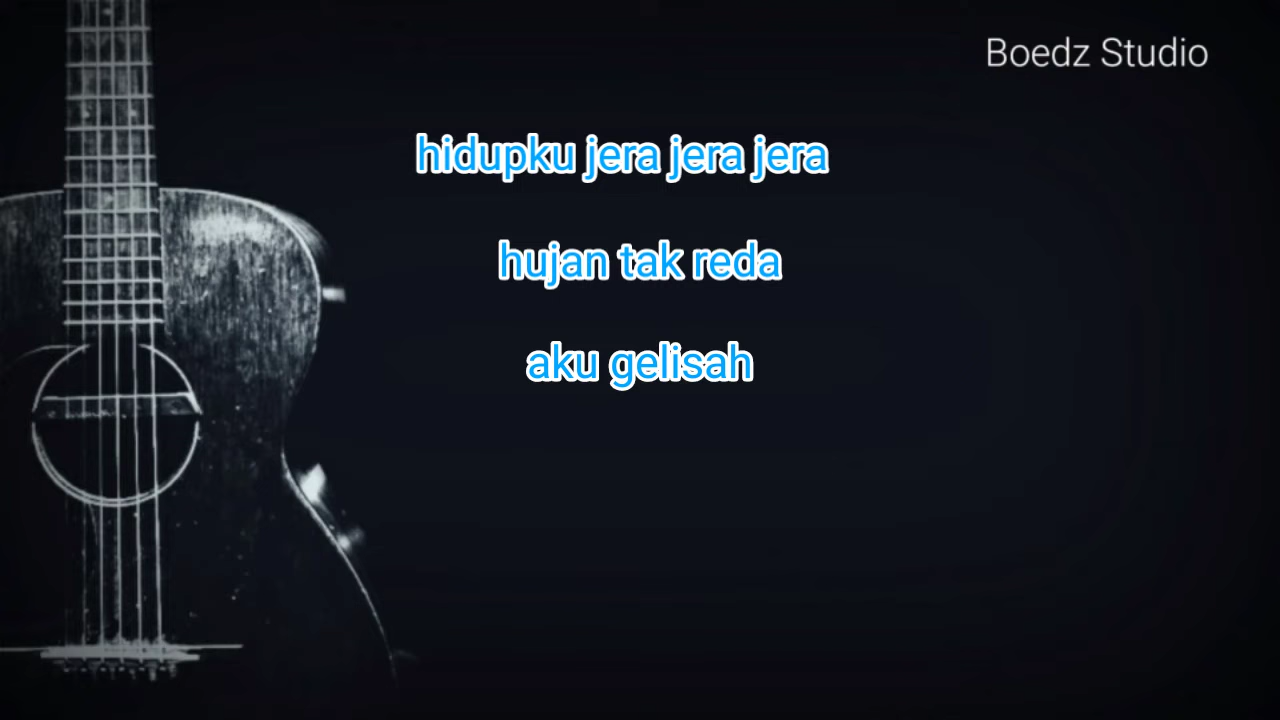 Boedz Studio
hidupku jera jera jera
hujan tak reda
aku gelisah